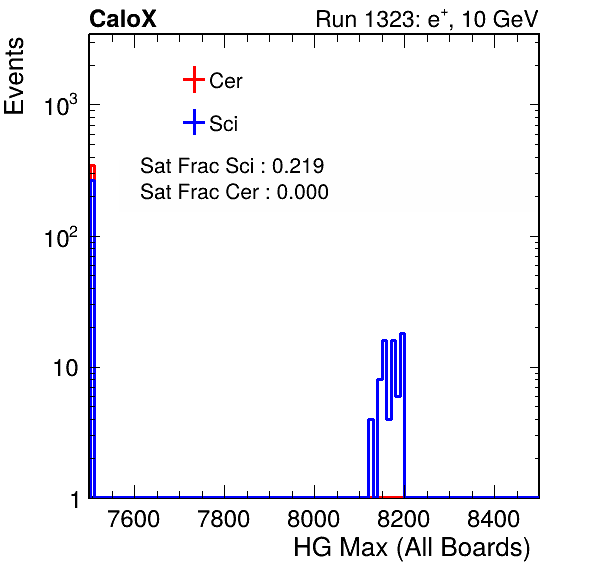 CaloX Run 1323: e⁺, 10 GeV
Events
Cer
Sci
Sat Frac Sci : 0.219
Sat Frac Cer : 0.000
10³
10²
10
1
7600 7800 8000 8200 8400
HG Max (All Boards)